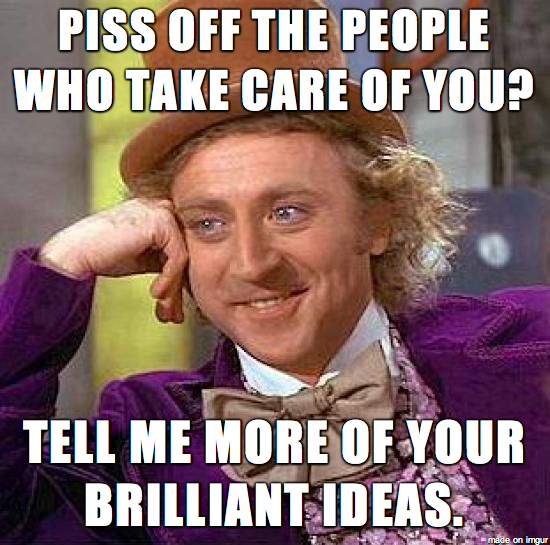 PISS OFF THE PEOPLE
WHO TAKE CARE OF YOU?
TELL ME MORE OF YOUR
BRILLIANT IDEAS.
made on imgur